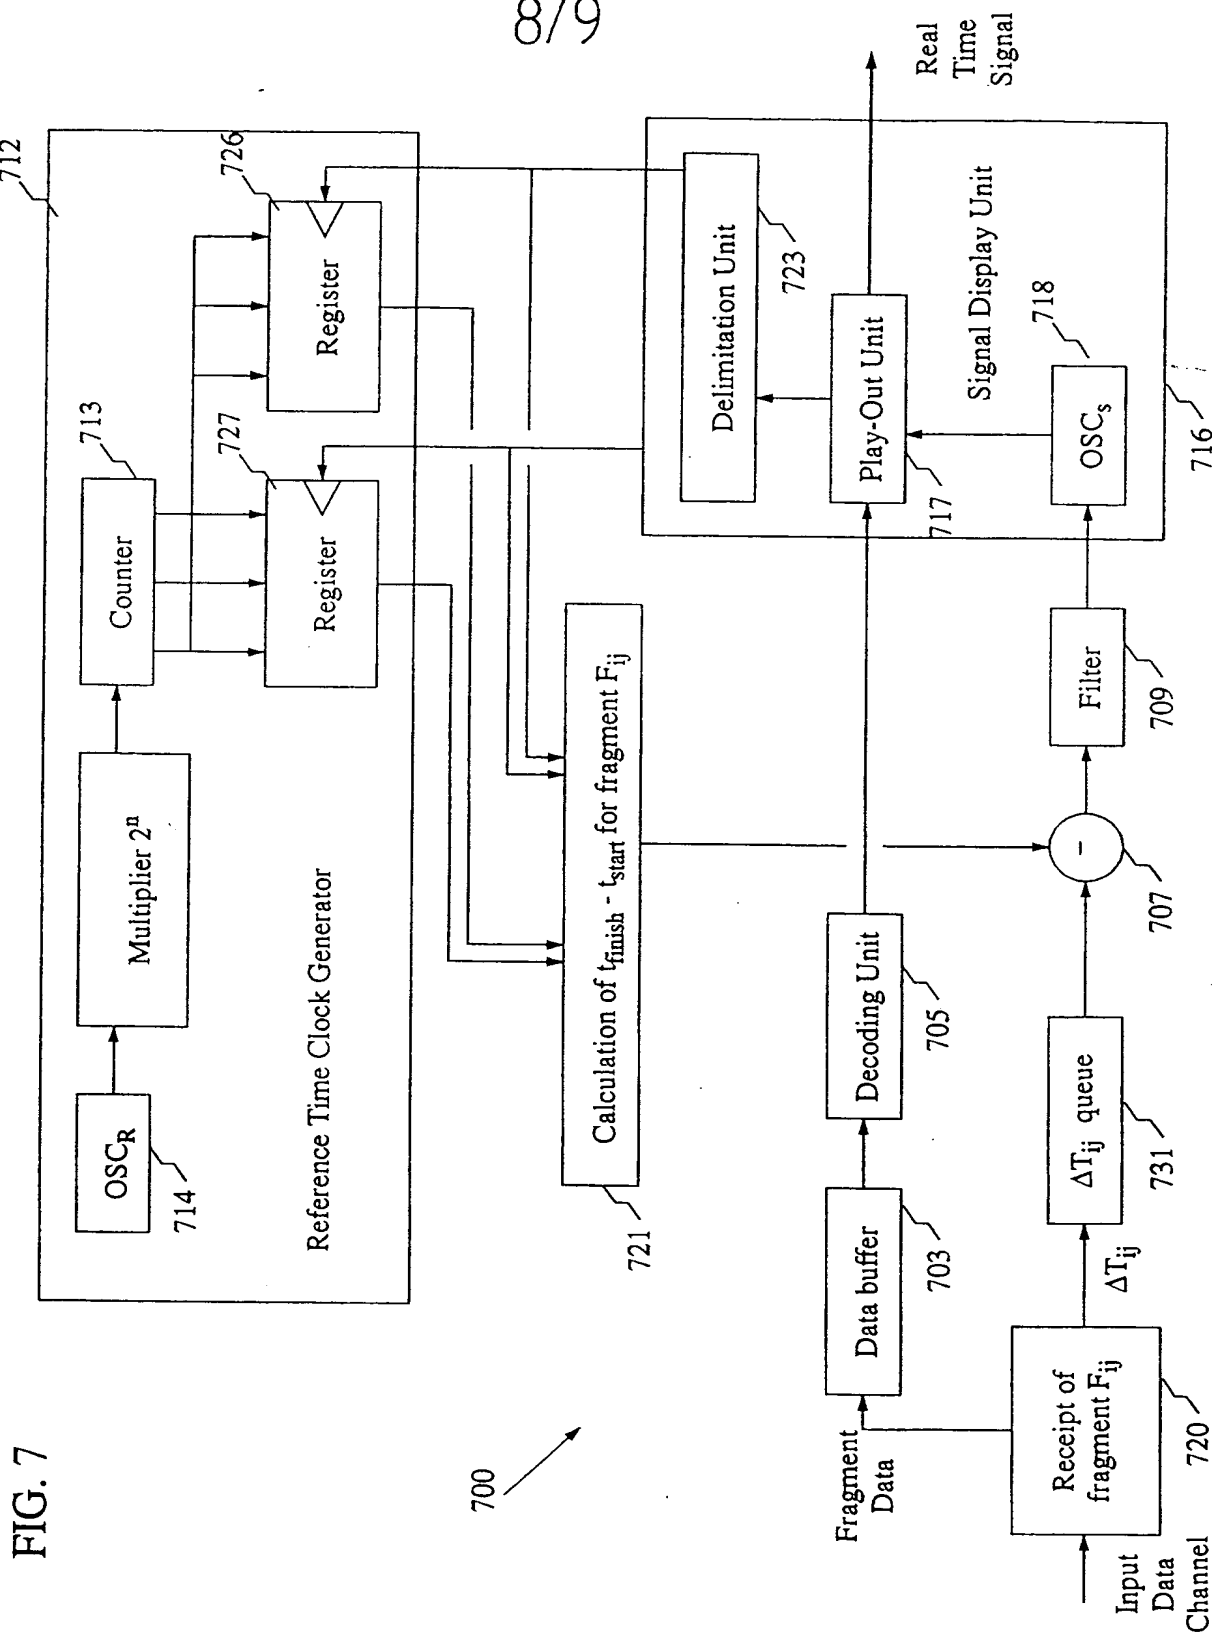 8/9
FIG. 7
700
712
OSC_R
714
Multiplier 2^n
Counter
713
Register
727
Register
726
Reference Time Clock Generator
Calculation of t_finish - t_start for fragment F_ij
721
Fragment
Data
Data buffer
703
Decoding Unit
705
Delimitation Unit
723
Play-Out Unit
717
Signal Display Unit
OSC_s
718
716
Real
Time
Signal
Input
Data
Channel
Receipt of
fragment F_ij
720
ΔT_ij
ΔT_ij queue
731
-
707
Filter
709